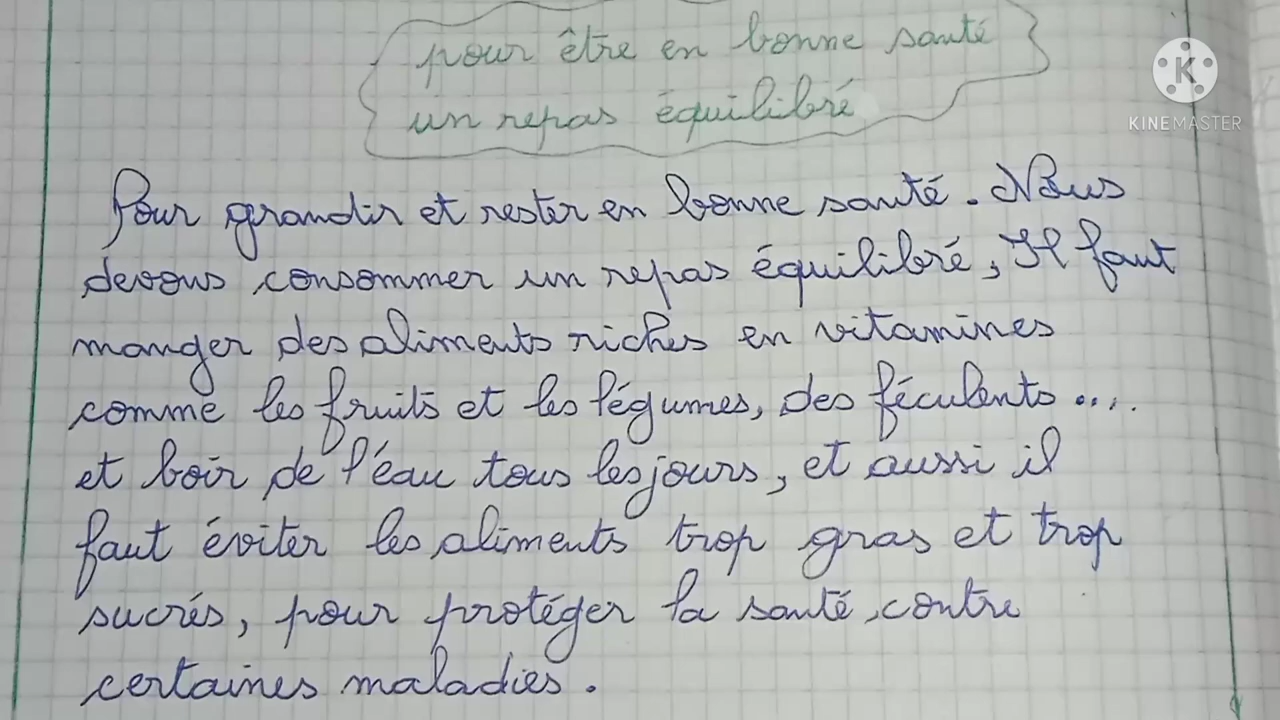 pour être en bonne santé
un repas équilibré
KINEMASTER
Pour grandir et rester en bonne santé. Nous
devons consommer un repas équilibré, Il faut
manger des aliments riches en vitamines
comme les fruits et les légumes, des féculents....
et boir de l'eau tous les jours, et aussi il
faut éviter les aliments trop gras et trop
sucrés, pour protéger la santé, contre
certaines maladies.